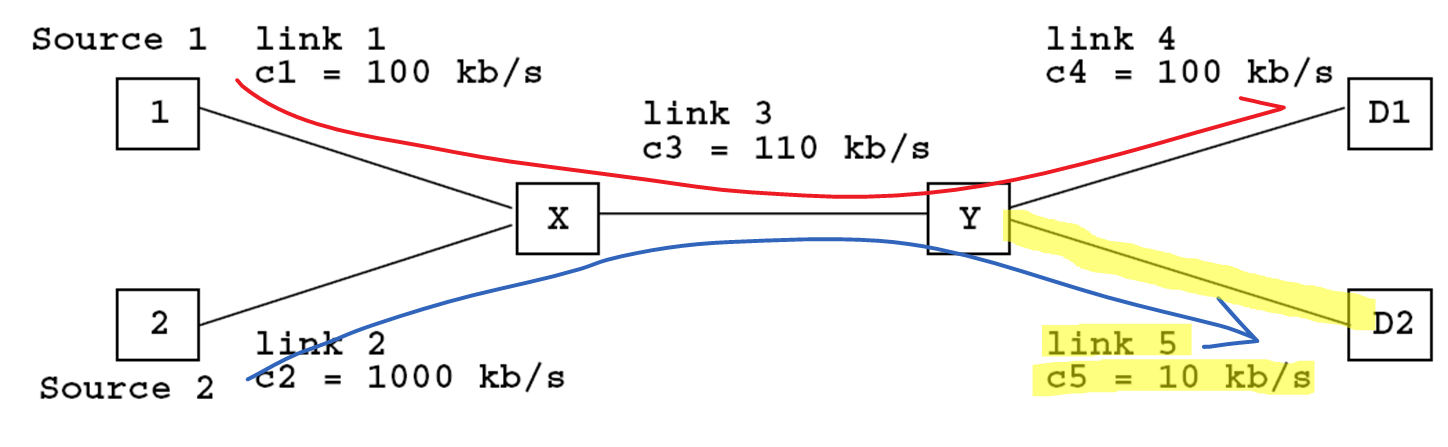 Source 1
link 1
c1 = 100 kb/s
1
link 3
c3 = 110 kb/s
link 4
c4 = 100 kb/s
D1
X
Y
2
Source 2
link 2
c2 = 1000 kb/s
link 5
c5 = 10 kb/s
D2